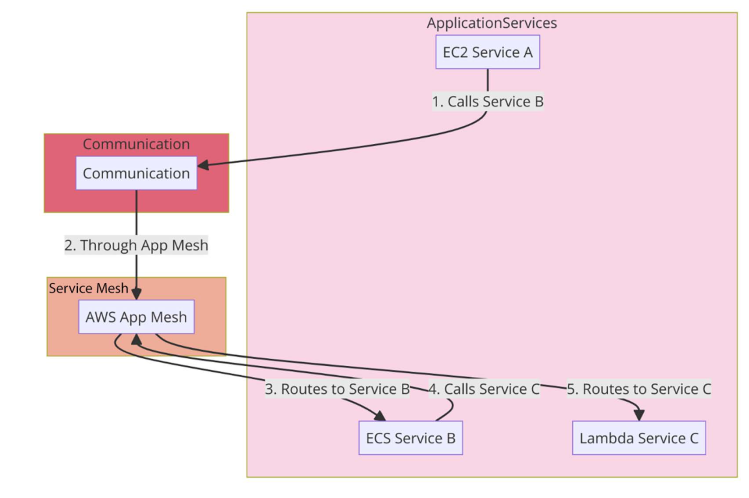 ApplicationServices
EC2 Service A
1. Calls Service B
Communication
Communication
2. Through App Mesh
Service Mesh
AWS App Mesh
3. Routes to Service B
4. Calls Service C
5. Routes to Service C
ECS Service B
Lambda Service C